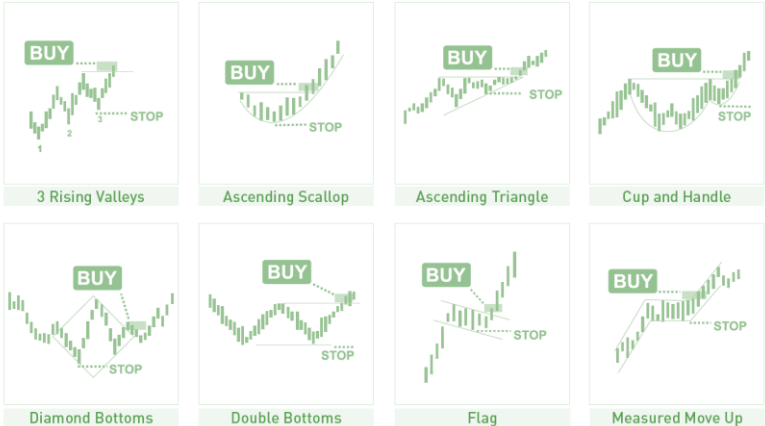 BUY
STOP
1
2
3
3 Rising Valleys
BUY
STOP
Ascending Scallop
BUY
STOP
Ascending Triangle
BUY
STOP
Cup and Handle
BUY
STOP
Diamond Bottoms
BUY
STOP
Double Bottoms
BUY
STOP
Flag
BUY
STOP
Measured Move Up